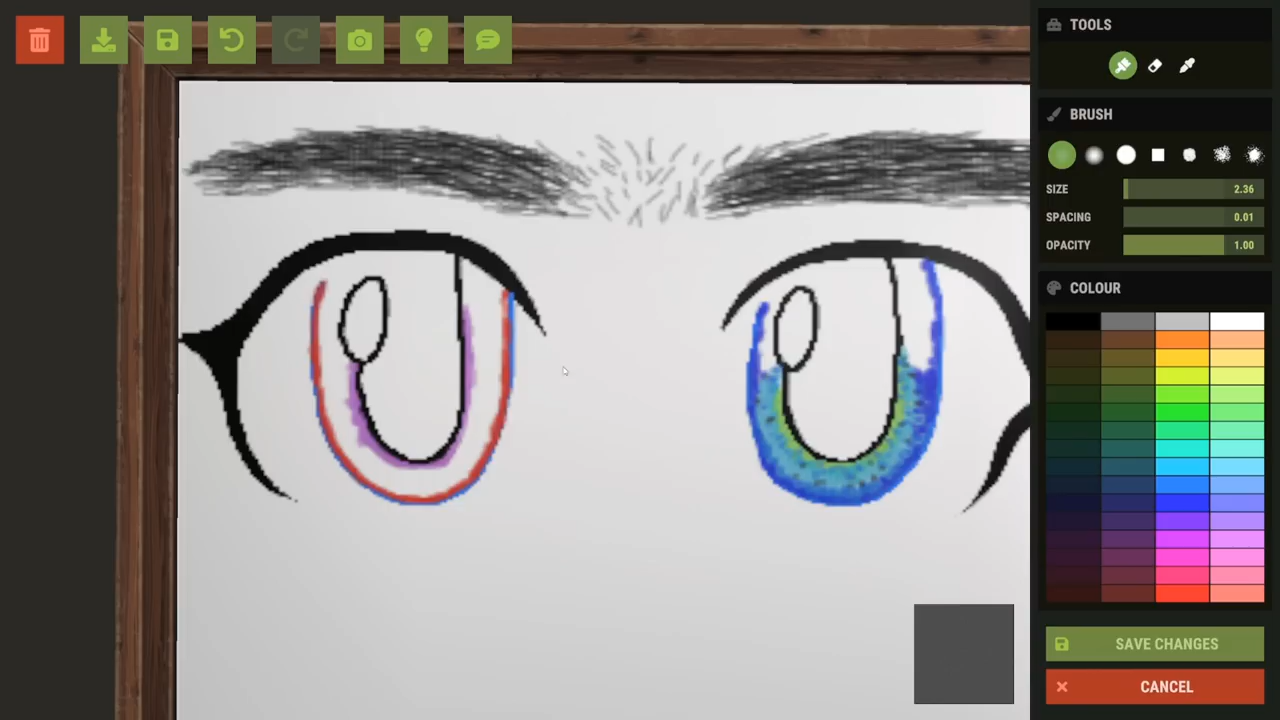 TOOLS
BRUSH
SIZE 2.36
SPACING 0.01
OPACITY 1.00
COLOUR
SAVE CHANGES
CANCEL